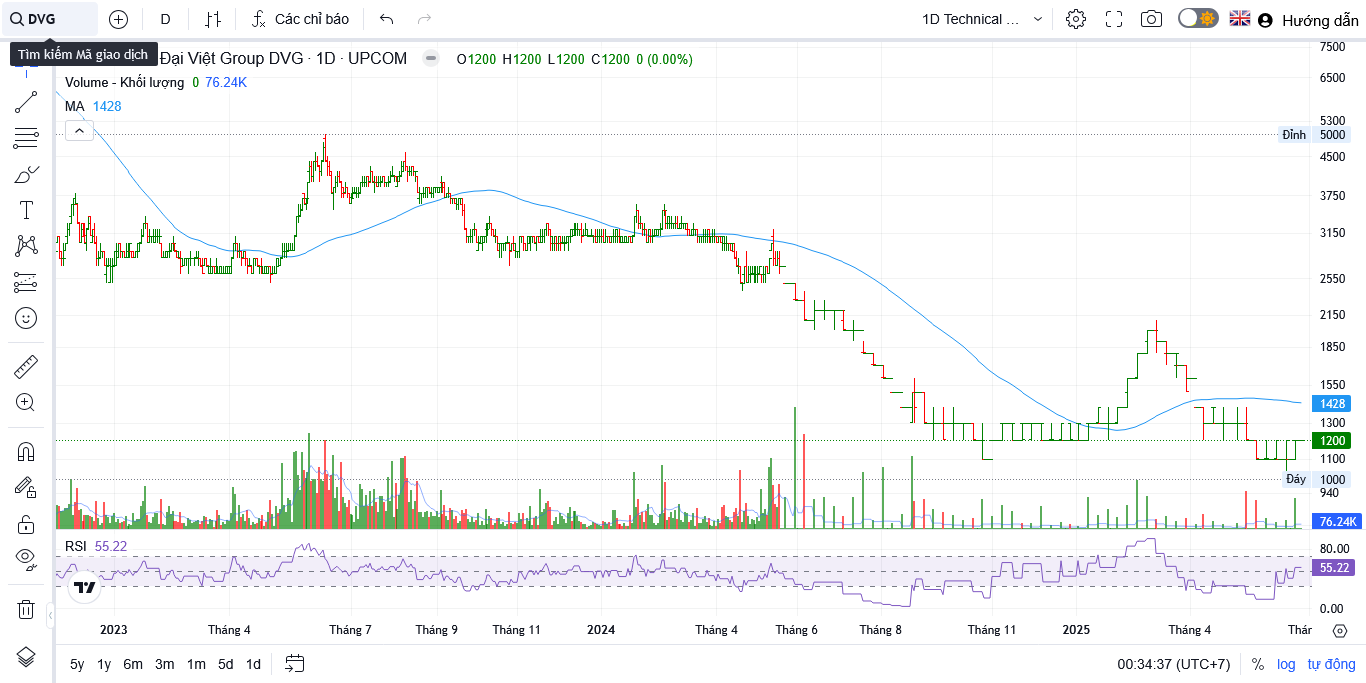 DVG D Các chỉ báo 1D Technical ... Hướng dẫn
Tìm kiếm Mã giao dịch
Đại Việt Group DVG · 1D · UPCOM O1200 H1200 L1200 C1200 0 (0.00%)
Volume - Khối lượng 0 76.24K
MA 1428
7500
6500
5300
Đỉnh 5000
4500
3750
3150
2550
2150
1850
1550
1428
1300
1200
1100
Đáy 1000
940
76.24K
RSI 55.22
80.00
55.22
0.00
2023 Tháng 4 Tháng 7 Tháng 9 Tháng 11 2024 Tháng 4 Tháng 6 Tháng 8 Tháng 11 2025 Tháng 4 Thár
5y 1y 6m 3m 1m 5d 1d 00:34:37 (UTC+7) % log tự động